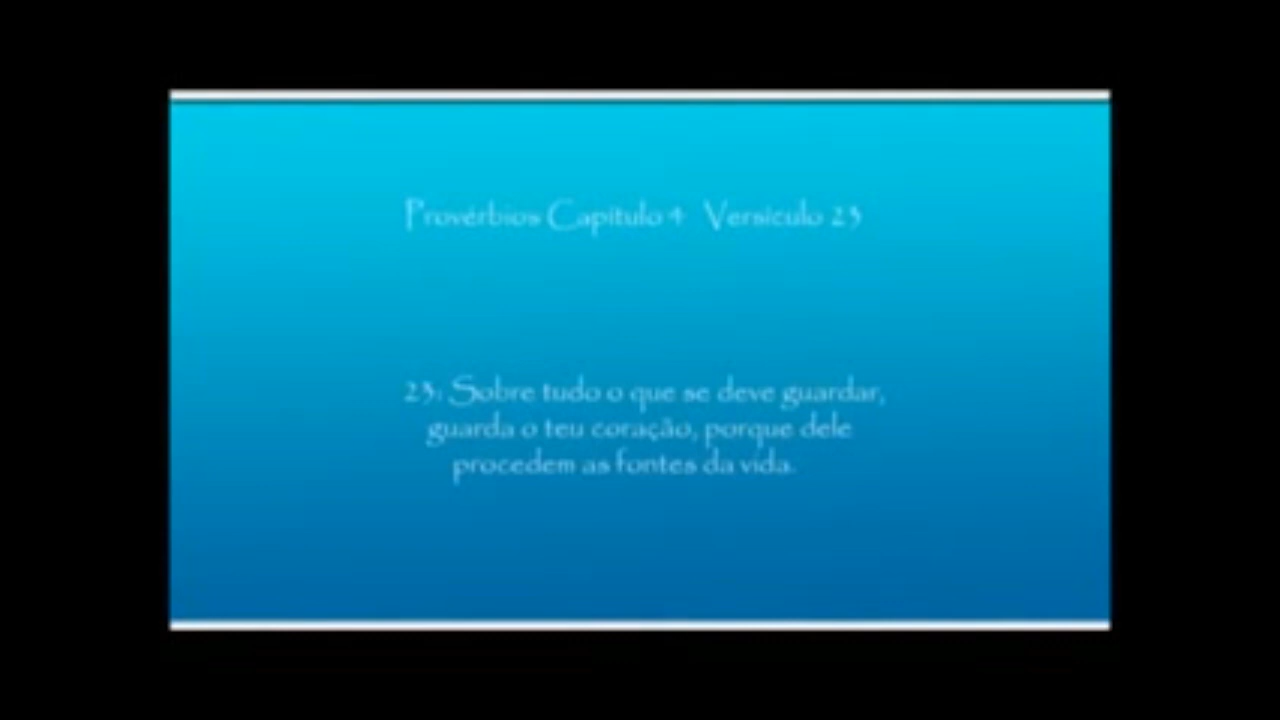 Provérbios Capítulo 4 Versículo 23
23: Sobre tudo o que se deve guardar,
guarda o teu coração, porque dele
procedem as fontes da vida.